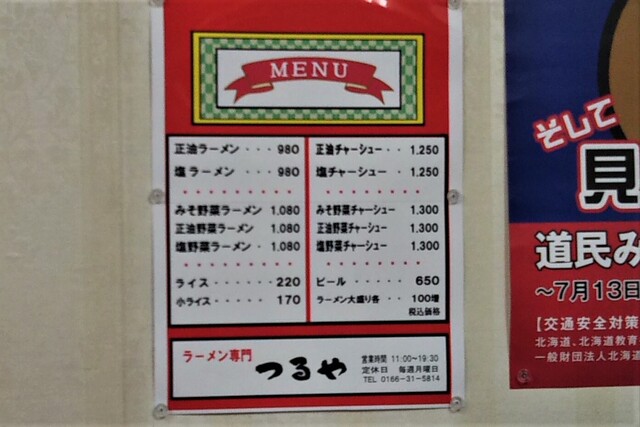 MENU
正油ラーメン・・・980
塩ラーメン・・・980
みそ野菜ラーメン 1.080
正油野菜ラーメン・1.080
塩野菜ラーメン・・1.080
ライス・・・・・・220
小ライス・・・・・170
正油チャーシュー・・1.250
塩チャーシュー・・・1.250
みそ野菜チャーシュー 1.300
正油野菜チャーシュー 1.300
塩野菜チャーシュー 1.300
ビール・・・・・650
ラーメン大盛り各・・100増
税込価格
ラーメン専門
つるや
営業時間 11:00〜19:30
定休日 毎週月曜日
TEL 0166-31-5814
そして
見
道民み
〜7月13日
【交通安全対策
北海道、北海道教育
一般財団法人北海道